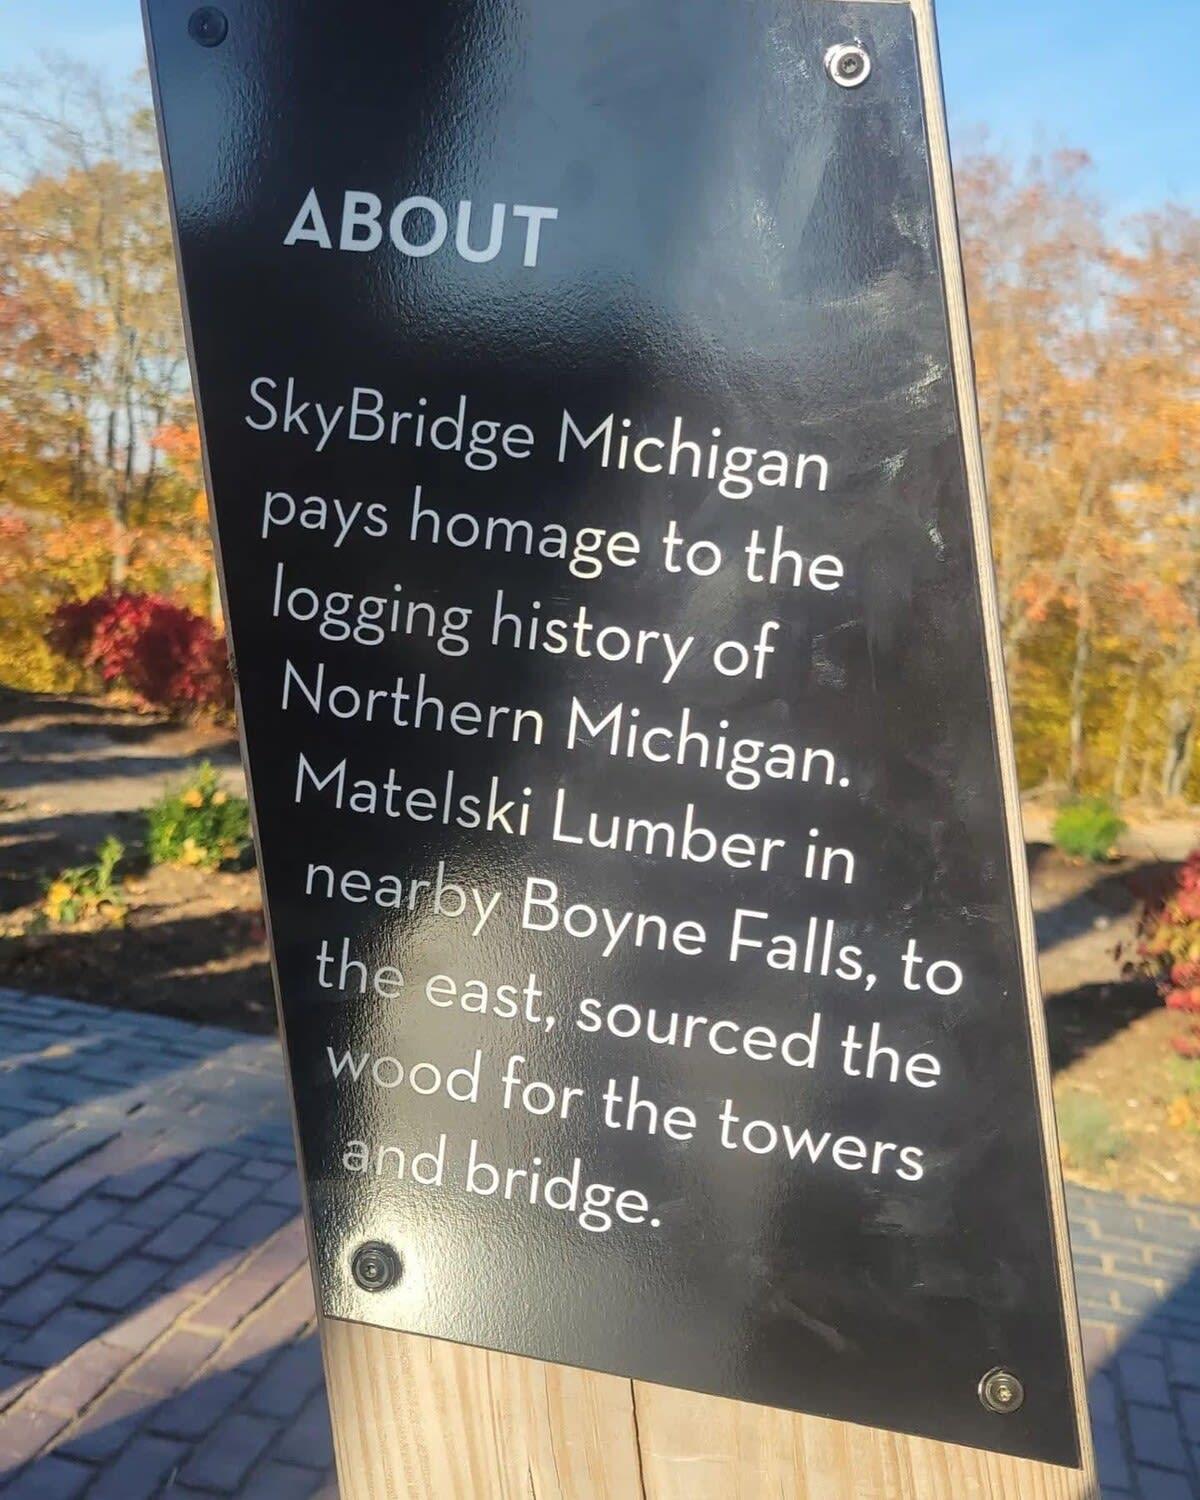 ABOUT
SkyBridge Michigan
pays homage to the
logging history of
Northern Michigan.
Matelski Lumber in
nearby Boyne Falls, to
the east, sourced the
wood for the towers
and bridge.